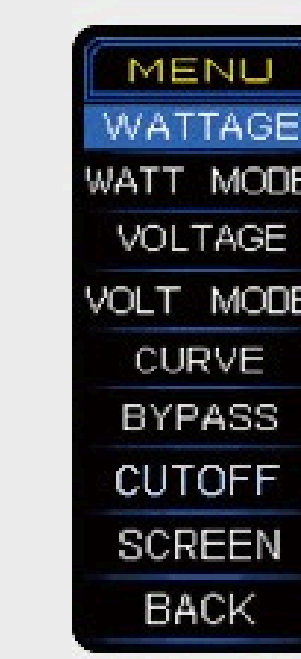 MENU
WATTAGE
WATT MODE
VOLTAGE
VOLT MODE
CURVE
BYPASS
CUTOFF
SCREEN
BACK